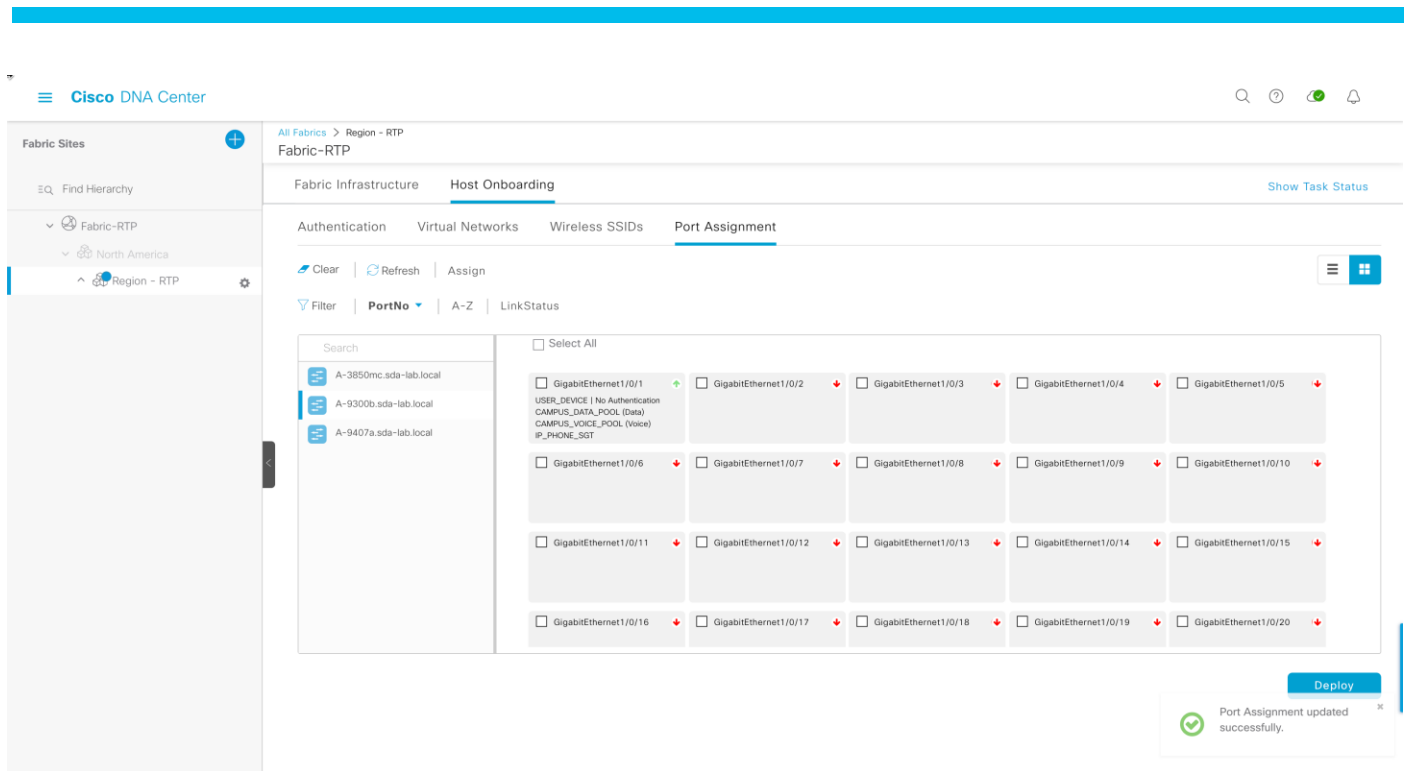 Cisco DNA Center
Fabric Sites
All Fabrics > Region - RTP
Fabric-RTP
Find Hierarchy
Fabric Infrastructure Host Onboarding Show Task Status
Fabric-RTP
North America
Region - RTP
Authentication Virtual Networks Wireless SSIDs Port Assignment
Clear | Refresh | Assign
Filter | PortNo | A-Z | LinkStatus
Search
A-3850mc.sda-lab.local
A-9300b.sda-lab.local
A-9407a.sda-lab.local
Select All
GigabitEthernet1/0/1 GigabitEthernet1/0/2 GigabitEthernet1/0/3 GigabitEthernet1/0/4 GigabitEthernet1/0/5
USER_DEVICE | No Authentication
CAMPUS_DATA_POOL (Data)
CAMPUS_VOICE_POOL (Voice)
IP_PHONE_SGT
GigabitEthernet1/0/6 GigabitEthernet1/0/7 GigabitEthernet1/0/8 GigabitEthernet1/0/9 GigabitEthernet1/0/10
GigabitEthernet1/0/11 GigabitEthernet1/0/12 GigabitEthernet1/0/13 GigabitEthernet1/0/14 GigabitEthernet1/0/15
GigabitEthernet1/0/16 GigabitEthernet1/0/17 GigabitEthernet1/0/18 GigabitEthernet1/0/19 GigabitEthernet1/0/20
Deploy
Port Assignment updated
successfully.